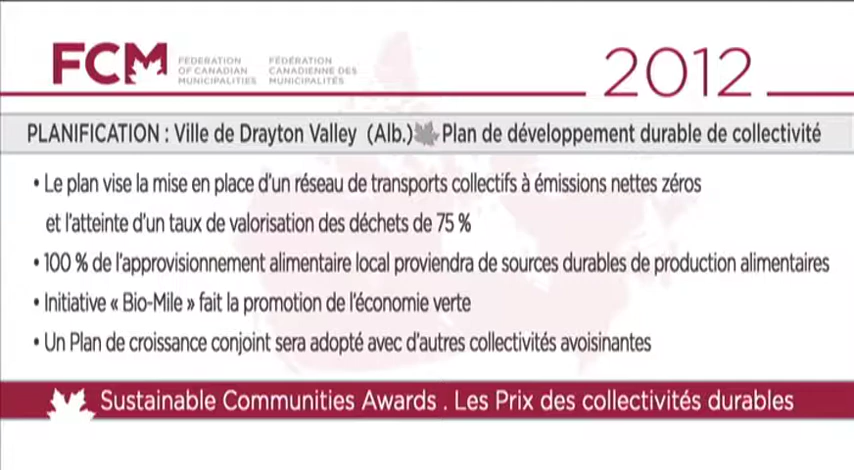 FCM
FEDERATION
OF CANADIAN
MUNICIPALITIES
FÉDÉRATION
CANADIENNE DES
MUNICIPALITÉS
2012
PLANIFICATION : Ville de Drayton Valley (Alb.) Plan de développement durable de collectivité
• Le plan vise la mise en place d'un réseau de transports collectifs à émissions nettes zéros
et l'atteinte d'un taux de valorisation des déchets de 75 %
• 100 % de l'approvisionnement alimentaire local proviendra de sources durables de production alimentaires
• Initiative « Bio-Mile » fait la promotion de l'économie verte
• Un Plan de croissance conjoint sera adopté avec d'autres collectivités avoisinantes
Sustainable Communities Awards . Les Prix des collectivités durables